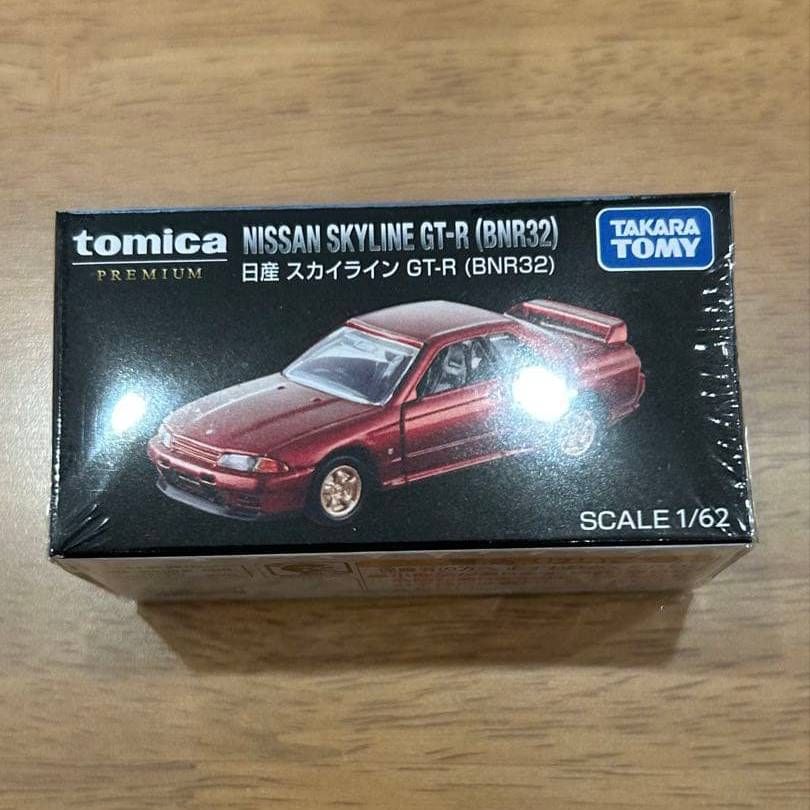 tomica
PREMIUM
NISSAN SKYLINE GT-R (BNR32)
日産 スカイライン GT-R (BNR32)
TAKARA
TOMY
SCALE 1/62